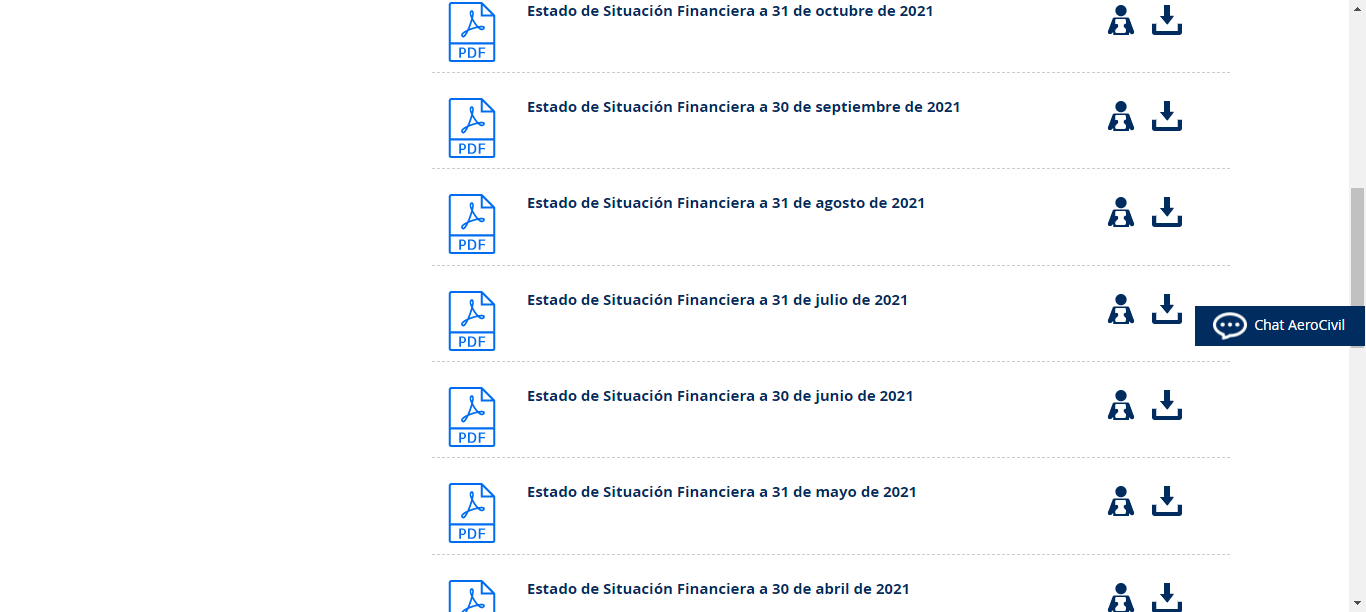 Estado de Situación Financiera a 31 de octubre de 2021
PDF
Estado de Situación Financiera a 30 de septiembre de 2021
PDF
Estado de Situación Financiera a 31 de agosto de 2021
PDF
Estado de Situación Financiera a 31 de julio de 2021
PDF
Chat AeroCivil
Estado de Situación Financiera a 30 de junio de 2021
PDF
Estado de Situación Financiera a 31 de mayo de 2021
PDF
Estado de Situación Financiera a 30 de abril de 2021